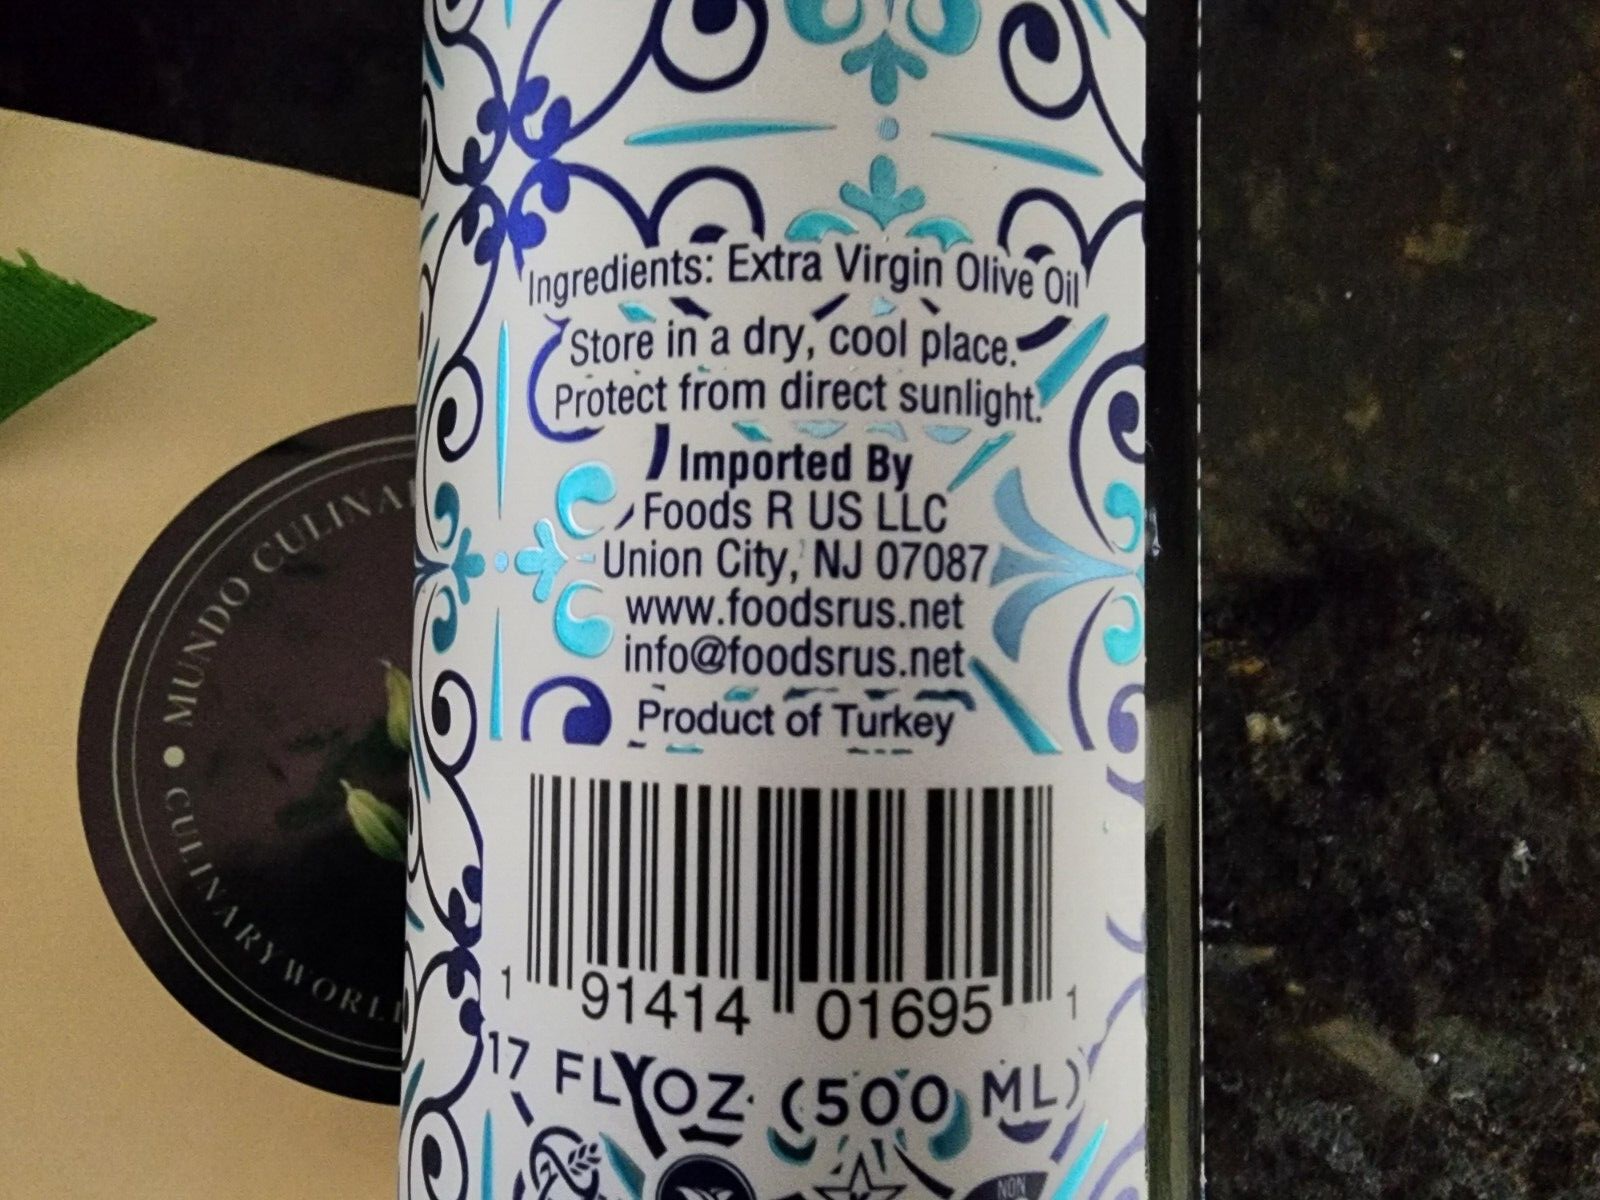 Ingredients: Extra Virgin Olive Oil
Store in a dry, cool place.
Protect from direct sunlight.
Imported By
Foods R US LLC
Union City, NJ 07087
www.foodsrus.net
info@foodsrus.net
Product of Turkey
1 91414 01695 1
17 FL OZ (500 ML)
NON
MUNDO
CULINARY